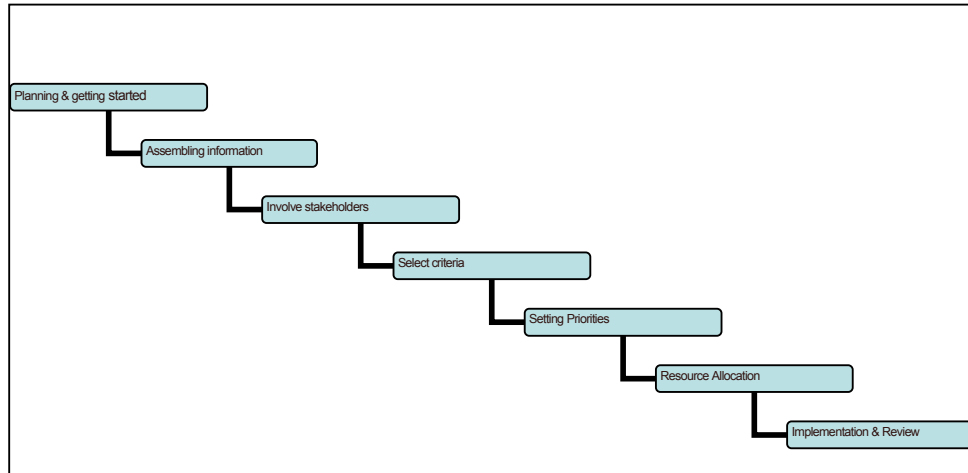 Planning & getting started
Assembling information
Involve stakeholders
Select criteria
Setting Priorities
Resource Allocation
Implementation & Review